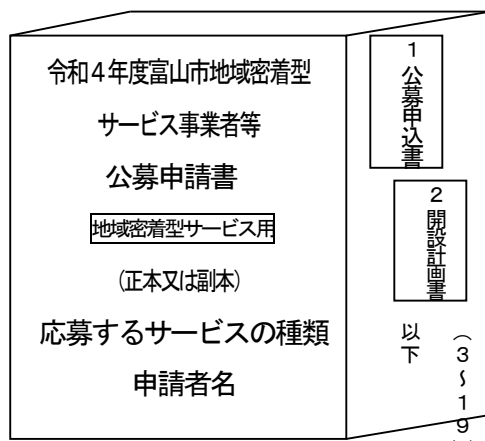 令和４年度富山市地域密着型
サービス事業者等
公募申請書
地域密着型サービス用
(正本又は副本)
応募するサービスの種類
申請者名
１公募申込書
２開設計画書
以下
（３～１９